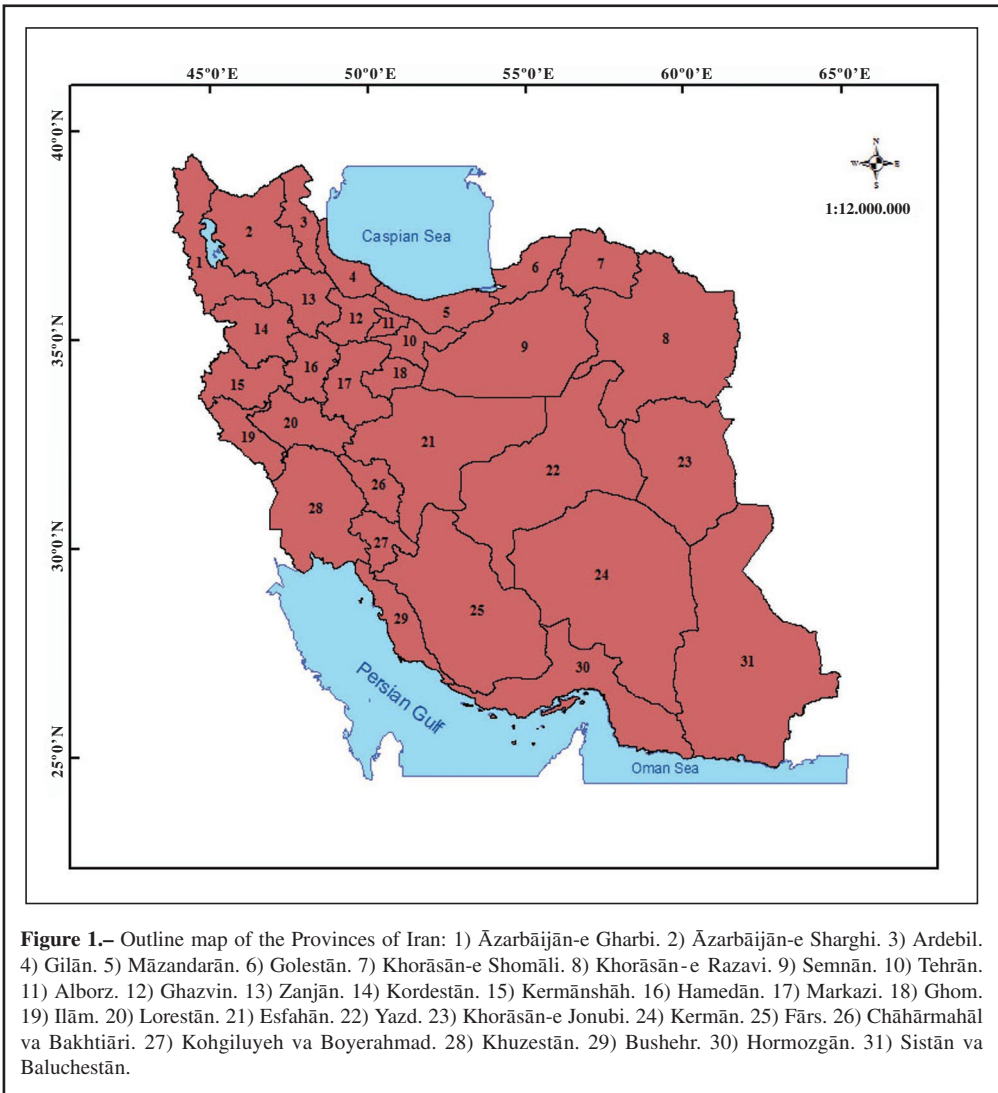 45°0’E 50°0’E 55°0’E 60°0’E 65°0’E
40°0’N
35°0’N
30°0’N
25°0’N
N
W E
S
1:12.000.000
Caspian Sea
1
2
3
4
5
6
7
8
9
10
11
12
13
14
15
16
17
18
19
20
21
22
23
24
25
26
27
28
29
30
31
Persian Gulf
Oman Sea
Figure 1.– Outline map of the Provinces of Iran: 1) Āzarbāijān-e Gharbi. 2) Āzarbāijān-e Sharghi. 3) Ardebil.
4) Gilān. 5) Māzandarān. 6) Golestān. 7) Khorāsān-e Shomāli. 8) Khorāsān-e Razavi. 9) Semnān. 10) Tehrān.
11) Alborz. 12) Ghazvin. 13) Zanjān. 14) Kordestān. 15) Kermānshāh. 16) Hamedān. 17) Markazi. 18) Ghom.
19) Ilām. 20) Lorestān. 21) Esfahān. 22) Yazd. 23) Khorāsān-e Jonubi. 24) Kermān. 25) Fārs. 26) Chāhārmahāl
va Bakhtiāri. 27) Kohgiluyeh va Boyerahmad. 28) Khuzestān. 29) Bushehr. 30) Hormozgān. 31) Sistān va
Baluchestān.